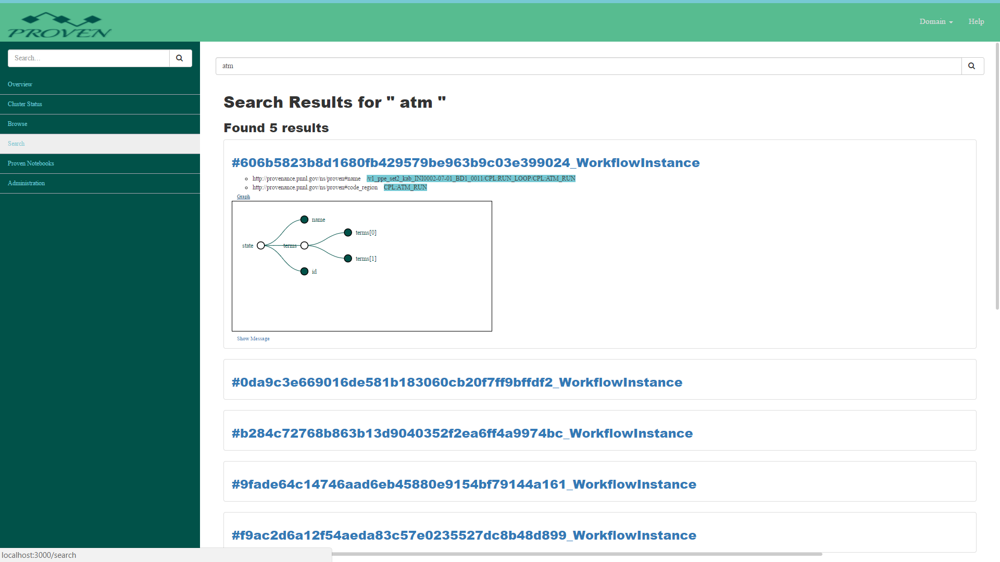 PROVEN
Domain
Help
Search...
Overview
Cluster Status
Browse
Search
Proven Notebooks
Administration
atm
Search Results for " atm "
Found 5 results
#606b5823b8d1680fb429579be963b9c03e399024_WorkflowInstance
http://provenance.pnnl.gov/ns/proven#name /v1_ppe_set2_kab_INI0002-07-01_BD1_0011/CPL:RUN_LOOP/CPL:ATM_RUN
http://provenance.pnnl.gov/ns/proven#code_region CPL:ATM_RUN
Graph
name
terms[0]
state
terms
terms[1]
id
Show Message
#0da9c3e669016de581b183060cb20f7ff9bffdf2_WorkflowInstance
#b284c72768b863b13d9040352f2ea6ff4a9974bc_WorkflowInstance
#9fade64c14746aad6eb45880e9154bf79144a161_WorkflowInstance
#f9ac2d6a12f54aeda83c57e0235527dc8b48d899_WorkflowInstance
localhost:3000/search